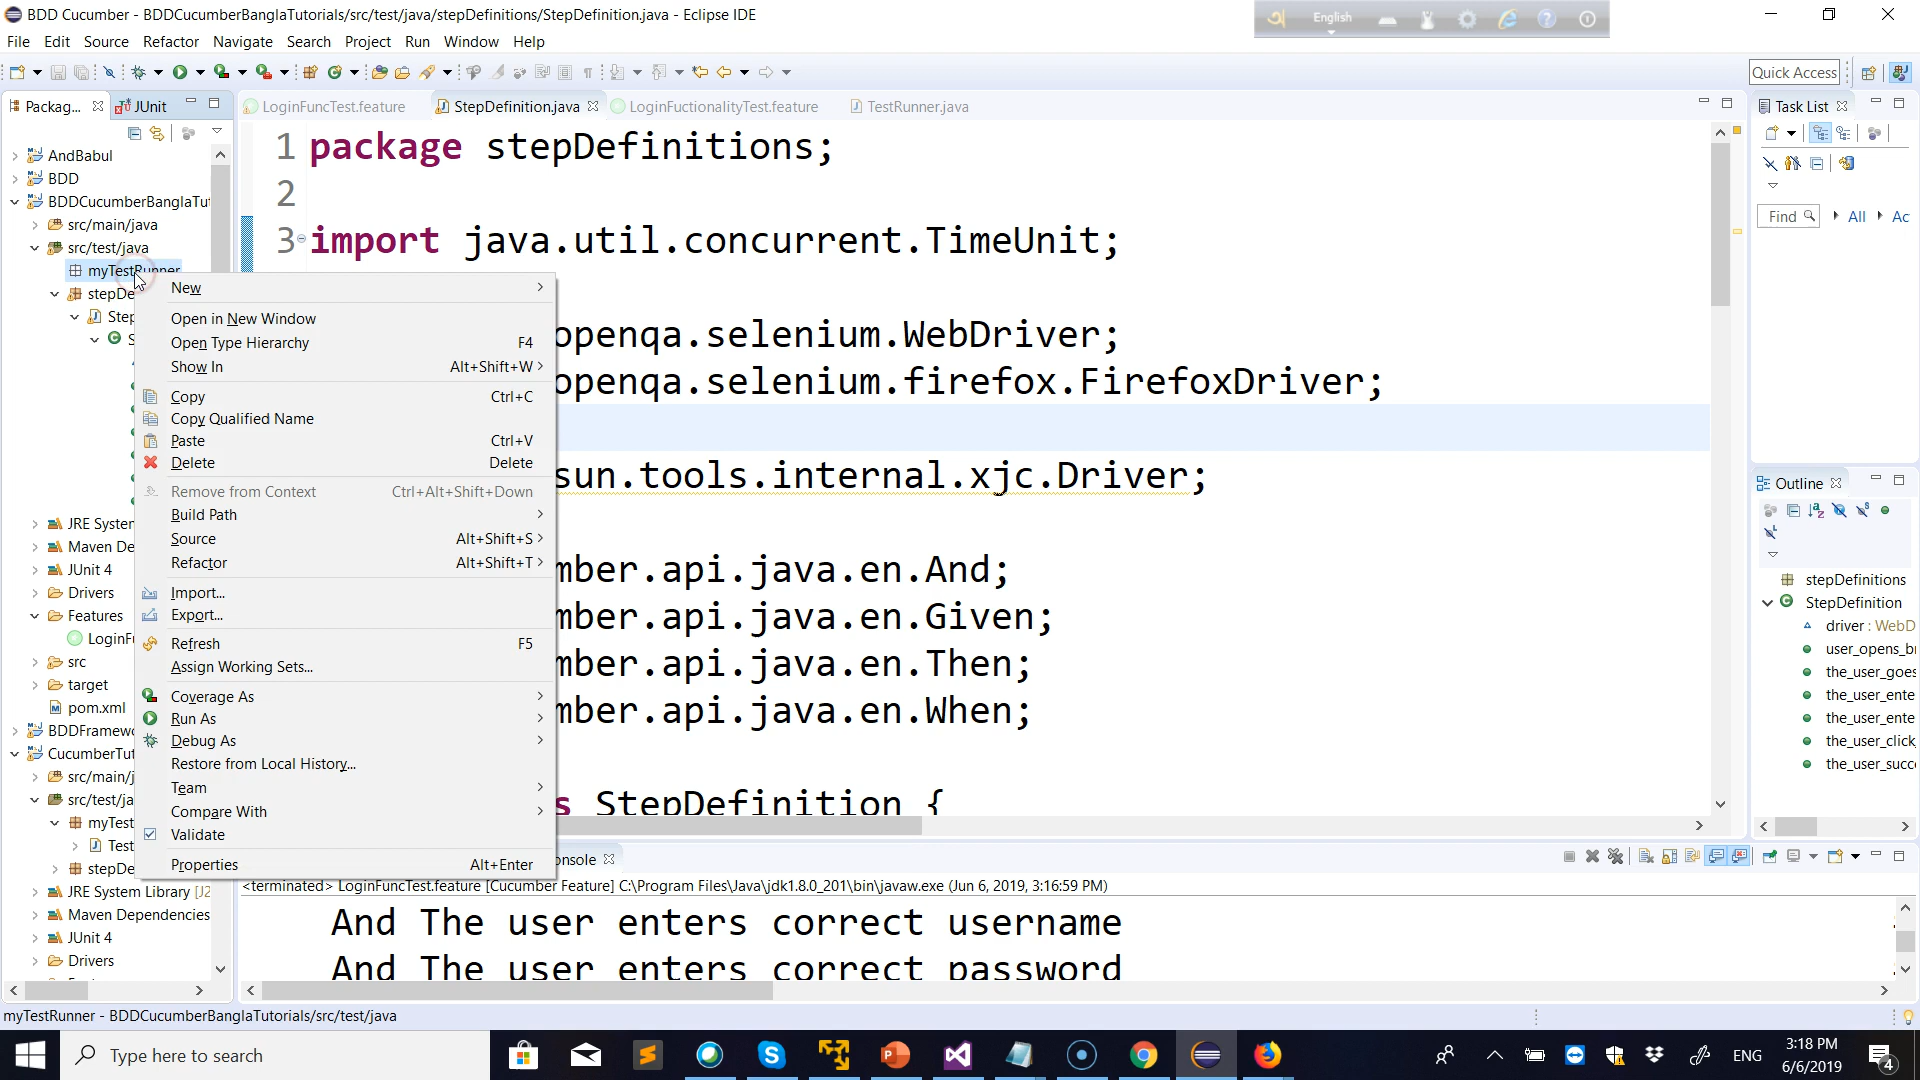 BDD Cucumber - BDDCucumberBanglaTutorials/src/test/java/stepDefinitions/StepDefinition.java - Eclipse IDE
English
File Edit Source Refactor Navigate Search Project Run Window Help
Quick Access
Packag... JUnit
LoginFuncTest.feature StepDefinition.java LoginFuctionalityTest.feature TestRunner.java
Task List
AndBabul
BDD
BDDCucumberBanglaTu
src/main/java
src/test/java
myTestRunner
stepDe
Step
S
JRE System
Maven De
JUnit 4
Drivers
Features
LoginFu
src
target
pom.xml
BDDFramewo
CucumberTut
src/main/j
src/test/ja
myTest
Test
stepDe
JRE System Library [J2
Maven Dependencies
JUnit 4
Drivers
New
Open in New Window
Open Type Hierarchy F4
Show In Alt+Shift+W
Copy Ctrl+C
Copy Qualified Name
Paste Ctrl+V
Delete Delete
Remove from Context Ctrl+Alt+Shift+Down
Build Path
Source Alt+Shift+S
Refactor Alt+Shift+T
Import...
Export...
Refresh F5
Assign Working Sets...
Coverage As
Run As
Debug As
Restore from Local History...
Team
Compare With
Validate
Properties Alt+Enter
1 package stepDefinitions;
2
3 import java.util.concurrent.TimeUnit;
openqa.selenium.WebDriver;
openqa.selenium.firefox.FirefoxDriver;
sun.tools.internal.xjc.Driver;
mber.api.java.en.And;
mber.api.java.en.Given;
mber.api.java.en.Then;
mber.api.java.en.When;
s StepDefinition {
Find All Ac
Outline
stepDefinitions
StepDefinition
driver : WebD
user_opens_b
the_user_goes
the_user_ente
the_user_ente
the_user_click
the_user_succ
onsole
<terminated> LoginFuncTest.feature [Cucumber Feature] C:\Program Files\Java\jdk1.8.0_201\bin\javaw.exe (Jun 6, 2019, 3:16:59 PM)
And The user enters correct username
And The user enters correct password
myTestRunner - BDDCucumberBanglaTutorials/src/test/java
Type here to search
ENG
3:18 PM
6/6/2019
4